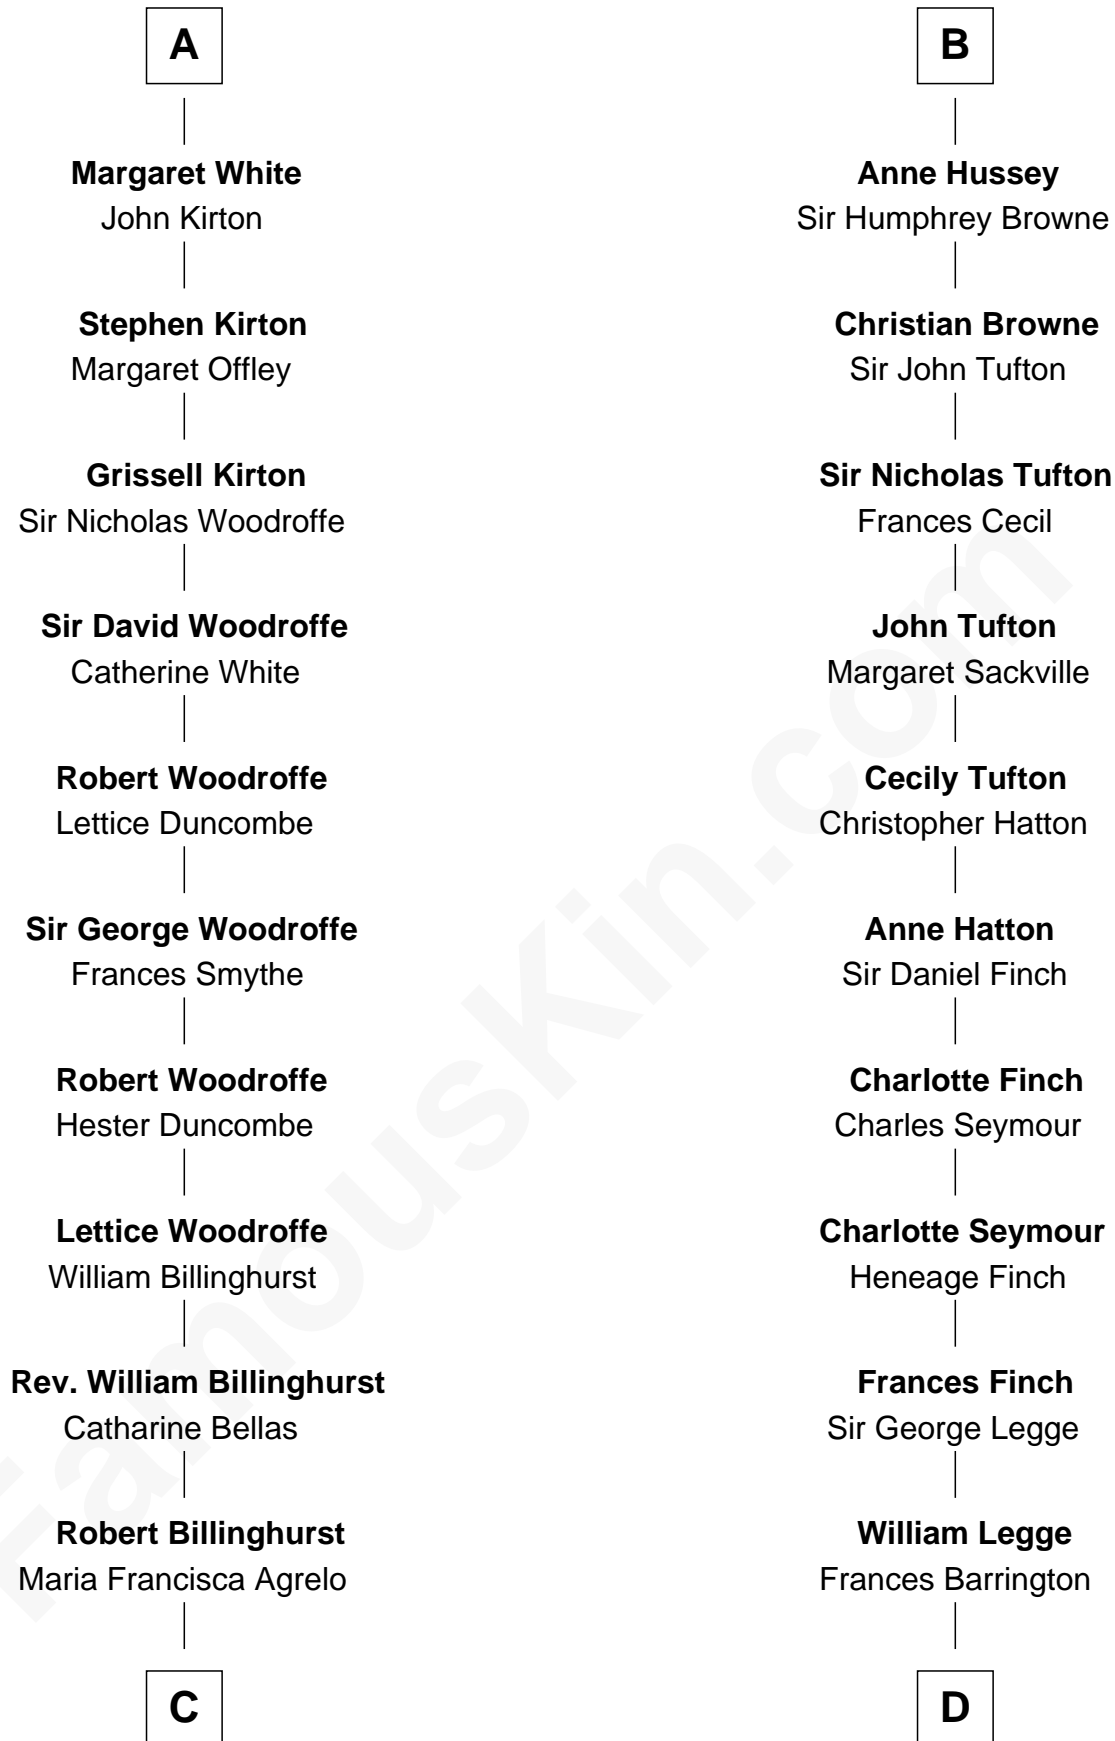 A
Margaret White
John Kirton
Stephen Kirton
Margaret Offley
Grissell Kirton
Sir Nicholas Woodroffe
Sir David Woodroffe
Catherine White
Robert Woodroffe
Lettice Duncombe
Sir George Woodroffe
Frances Smythe
Robert Woodroffe
Hester Duncombe
Lettice Woodroffe
William Billinghurst
Rev. William Billinghurst
Catharine Bellas
Robert Billinghurst
Maria Francisca Agrelo
C
B
Anne Hussey
Sir Humphrey Browne
Christian Browne
Sir John Tufton
Sir Nicholas Tufton
Frances Cecil
John Tufton
Margaret Sackville
Cecily Tufton
Christopher Hatton
Anne Hatton
Sir Daniel Finch
Charlotte Finch
Charles Seymour
Charlotte Seymour
Heneage Finch
Frances Finch
Sir George Legge
William Legge
Frances Barrington
D
FamousKin.com